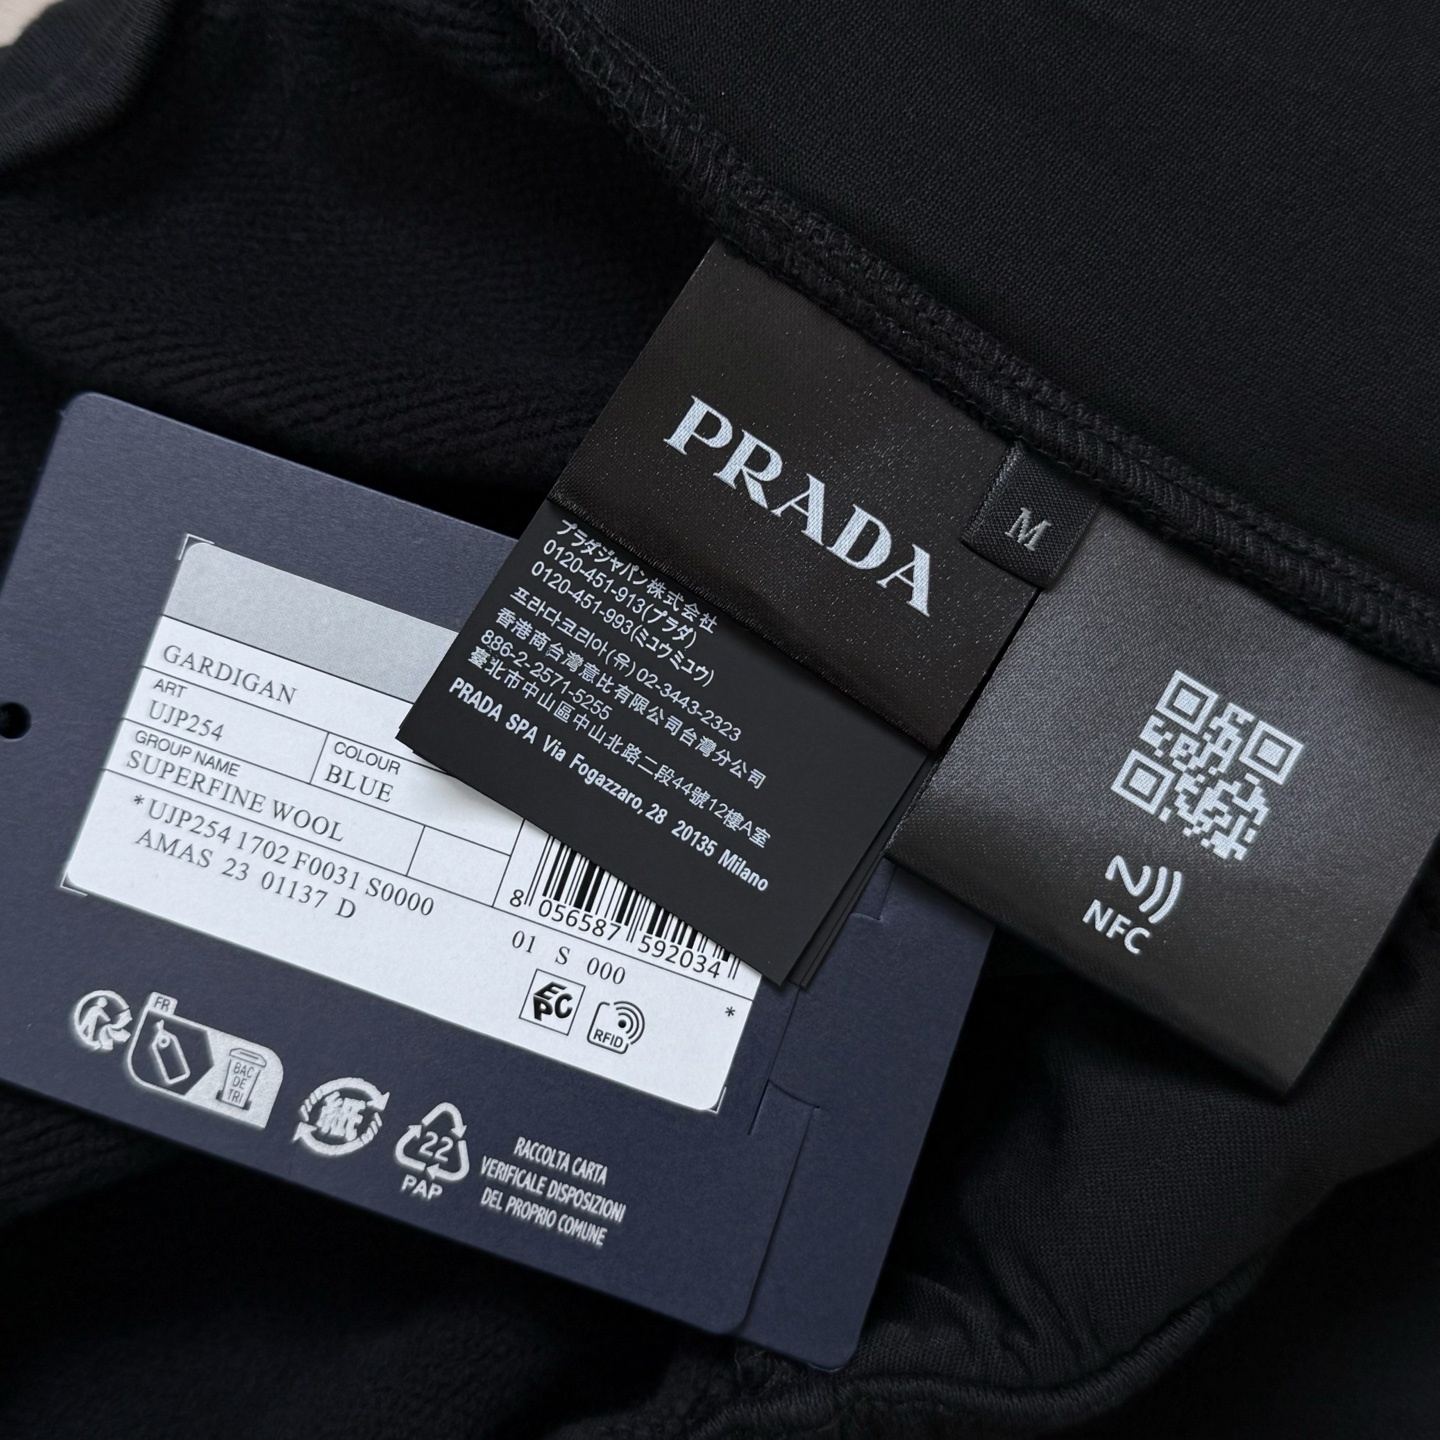 PRADA
M
プラダジャパン株式会社
0120-451-913(プラダ)
0120-451-993(ミュウミュウ)
프라다코리아(유) 02-3443-2323
香港商台灣意比有限公司台灣分公司
886-2-2571-5255
臺北市中山區中山北路二段44號12樓A室
PRADA SPA Via Fogazzaro, 28 20135 Milano
NFC
GARDIGAN
ART
UJP254
COLOUR
BLUE
GROUP NAME
SUPERFINE WOOL
*UJP254 1702 F0031 S0000
AMAS 23 01137 D
8 056587 592034
01 S 000
EPC
RFID
*
FR
BAC
DE
TRI
紙
22
PAP
RACCOLTA CARTA
VERIFICALE DISPOSIZIONI
DEL PROPRIO COMUNE